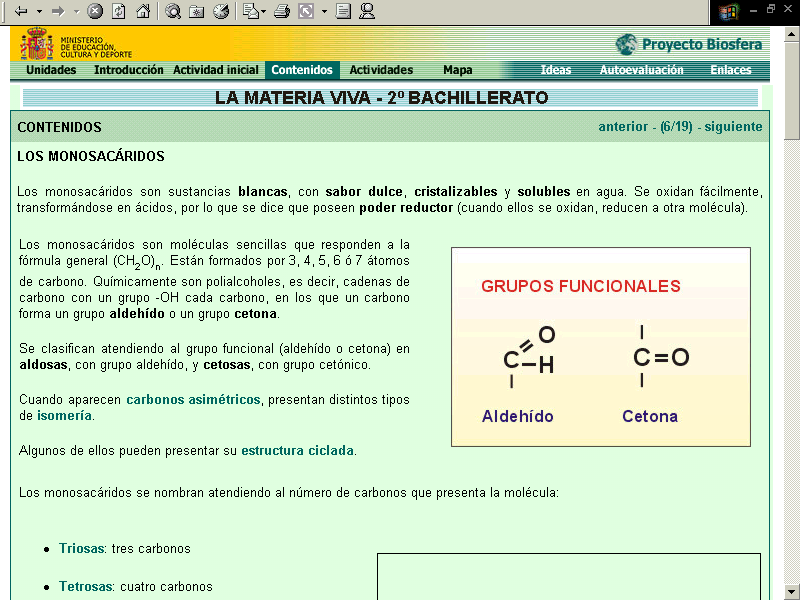 MINISTERIO
DE EDUCACIÓN,
CULTURA Y DEPORTE
Proyecto Biosfera
Unidades Introducción Actividad inicial Contenidos Actividades Mapa Ideas Autoevaluación Enlaces
LA MATERIA VIVA - 2º BACHILLERATO
CONTENIDOS anterior - (6/19) - siguiente
LOS MONOSACÁRIDOS
Los monosacáridos son sustancias blancas, con sabor dulce, cristalizables y solubles en agua. Se oxidan fácilmente,
transformándose en ácidos, por lo que se dice que poseen poder reductor (cuando ellos se oxidan, reducen a otra molécula).
Los monosacáridos son moléculas sencillas que responden a la
fórmula general (CH2O)n. Están formados por 3, 4, 5, 6 ó 7 átomos
de carbono. Químicamente son polialcoholes, es decir, cadenas de
carbono con un grupo -OH cada carbono, en los que un carbono
forma un grupo aldehído o un grupo cetona.
Se clasifican atendiendo al grupo funcional (aldehído o cetona) en
aldosas, con grupo aldehído, y cetosas, con grupo cetónico.
Cuando aparecen carbonos asimétricos, presentan distintos tipos
de isomería.
Algunos de ellos pueden presentar su estructura ciclada.
GRUPOS FUNCIONALES
O
C–H
C=O
Aldehído Cetona
Los monosacáridos se nombran atendiendo al número de carbonos que presenta la molécula:
• Triosas: tres carbonos
• Tetrosas: cuatro carbonos